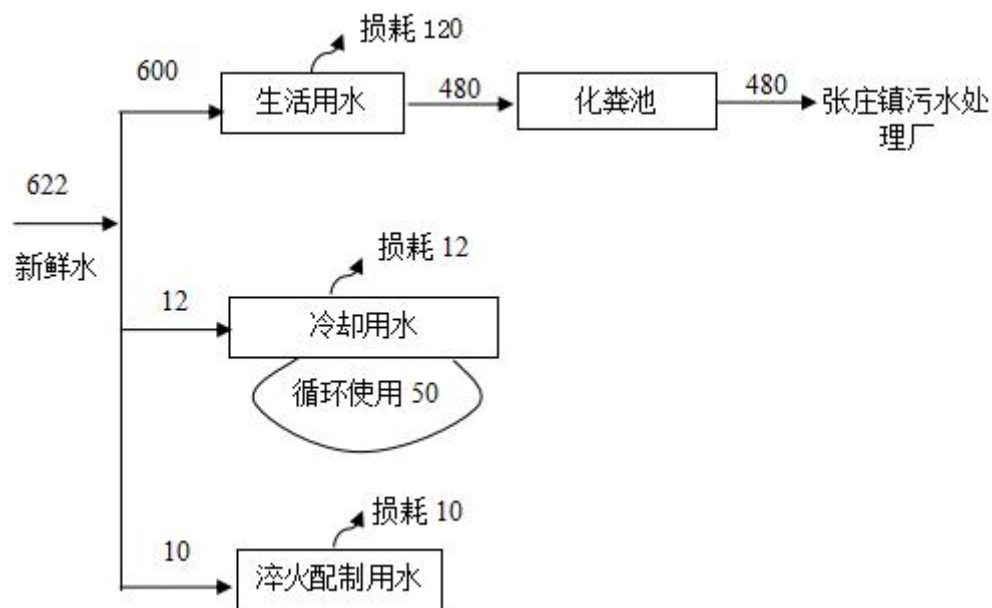 损耗 120
600
生活用水
480
化粪池
480
张庄镇污水处
理厂
622
新鲜水
损耗 12
12
冷却用水
循环使用 50
损耗 10
10
淬火配制用水